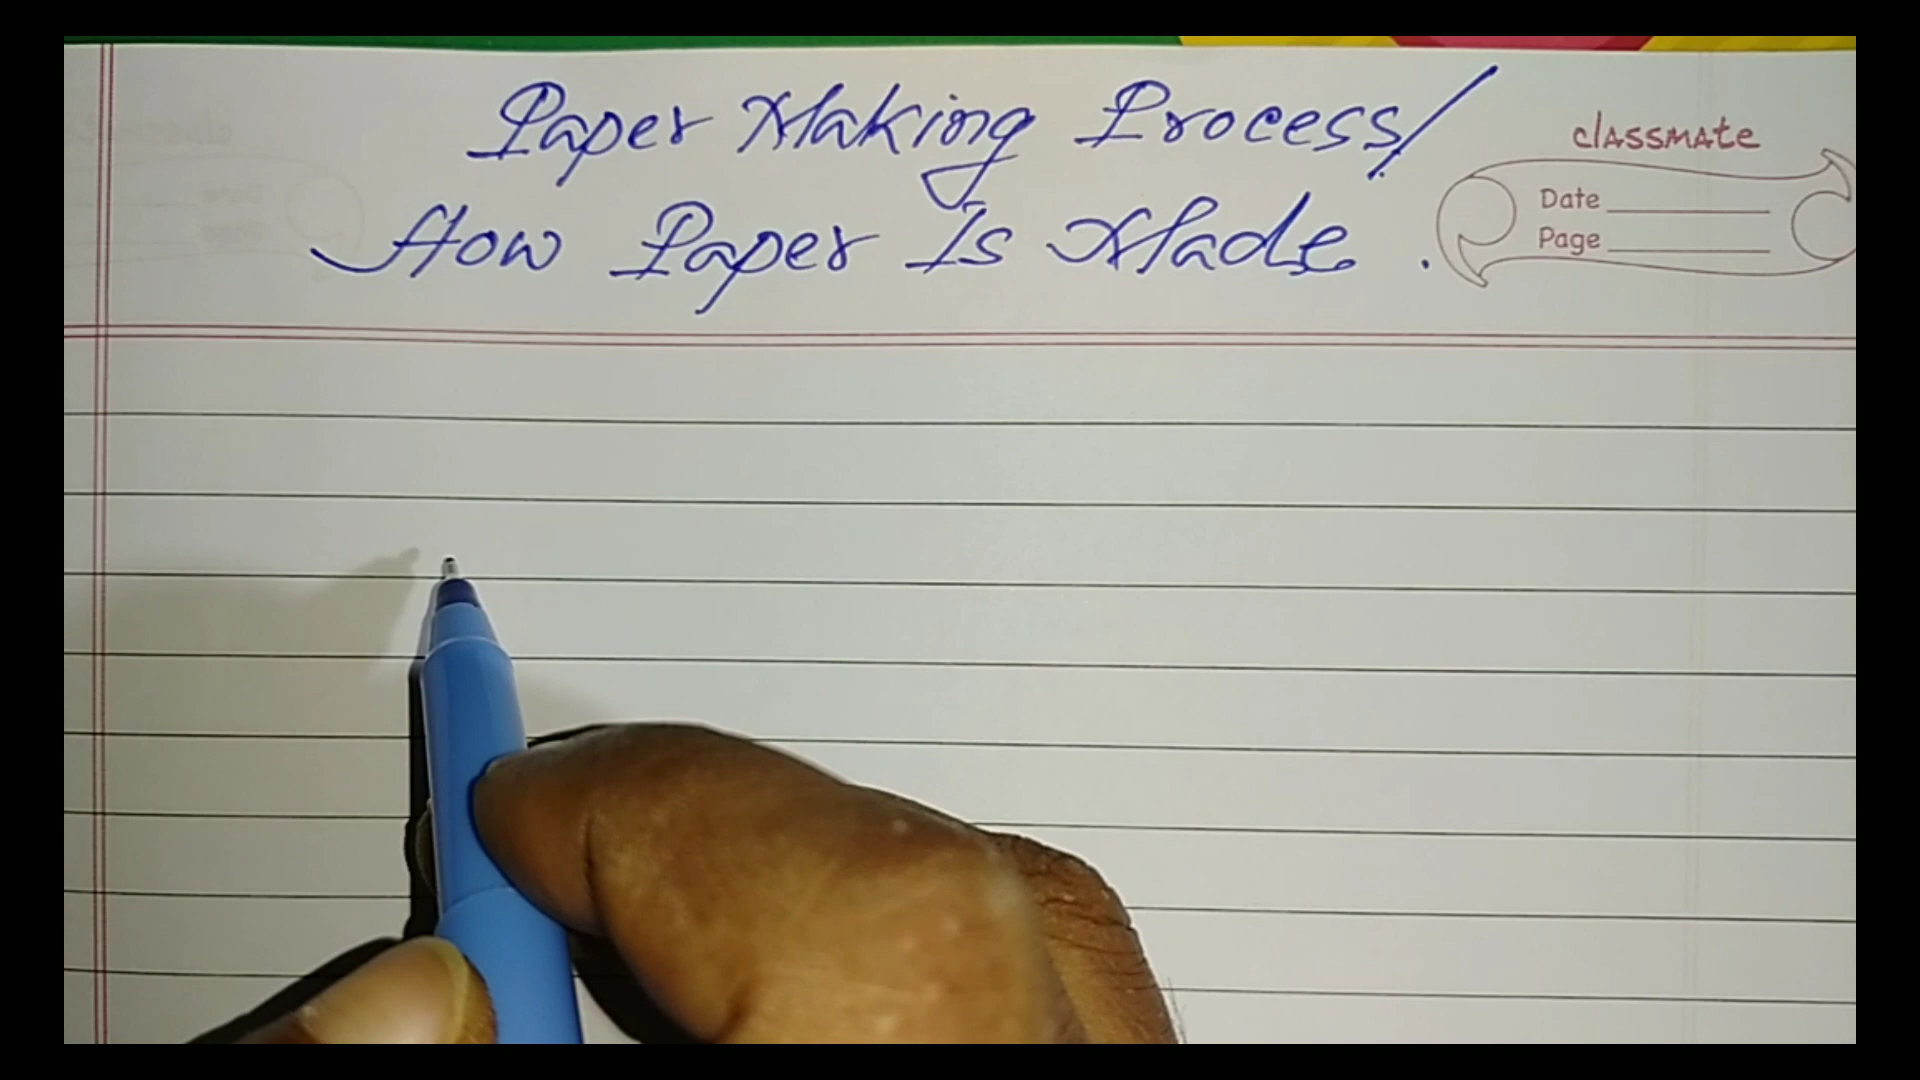 Paper Making Process/
How Paper Is Made.
classmate
Date
Page